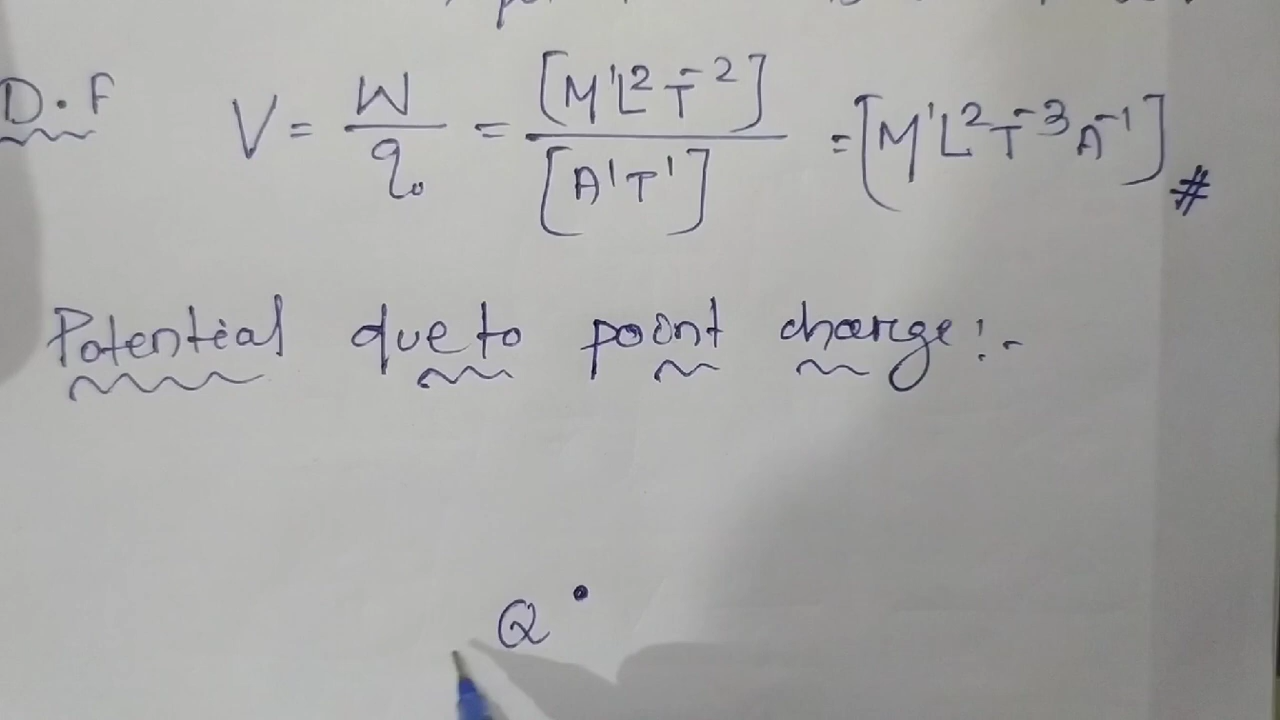 D.F V = W/q₀ = [M¹L²T⁻²]/[A¹T¹] = [M¹L²T⁻³A⁻¹] #
Potential due to point charge:-
Q